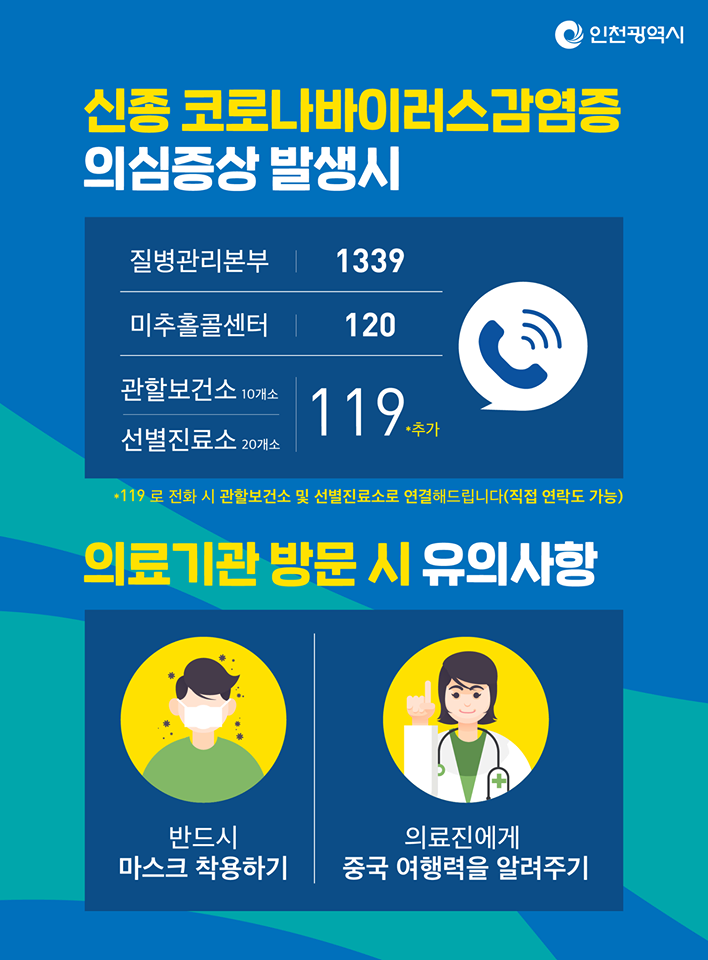 인천광역시
신종 코로나바이러스감염증
의심증상 발생시
질병관리본부 1339
미추홀콜센터 120
관할보건소 10개소
선별진료소 20개소
119 *추가
*119 로 전화 시 관할보건소 및 선별진료소로 연결해드립니다(직접 연락도 가능)
의료기관 방문 시 유의사항
반드시
마스크 착용하기
의료진에게
중국 여행력을 알려주기